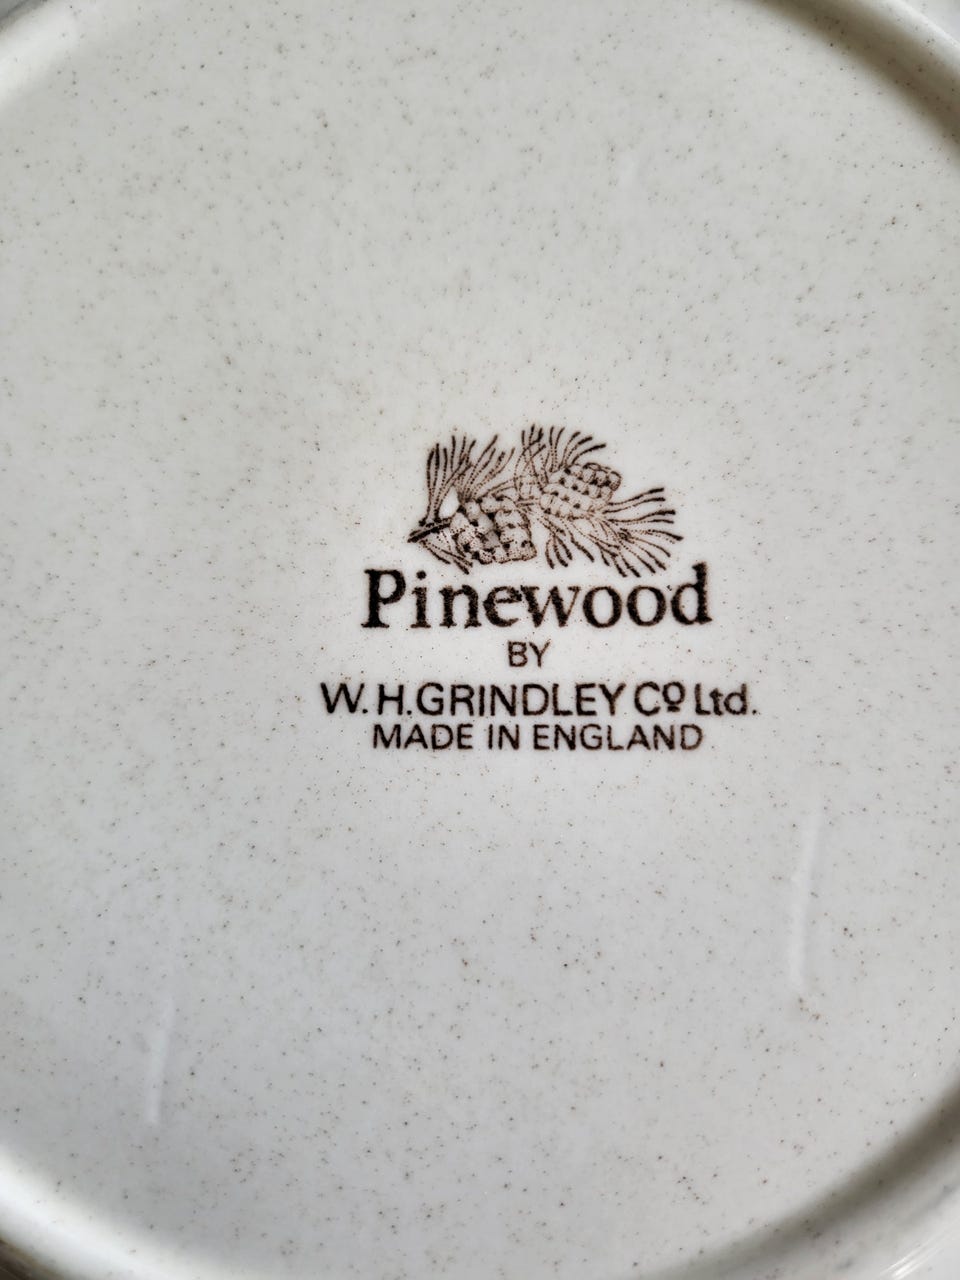 Pinewood
BY
W.H.GRINDLEY Cº Ltd.
MADE IN ENGLAND